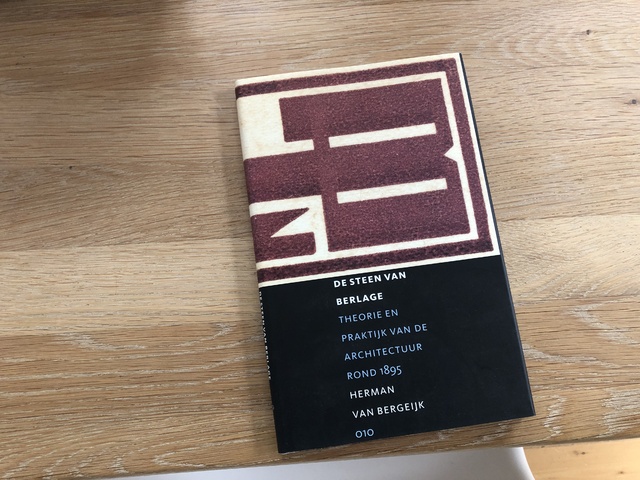 DE STEEN VAN
BERLAGE
THEORIE EN
PRAKTIJK VAN DE
ARCHITECTUUR
ROND 1895
HERMAN
VAN BERGEIJK
010